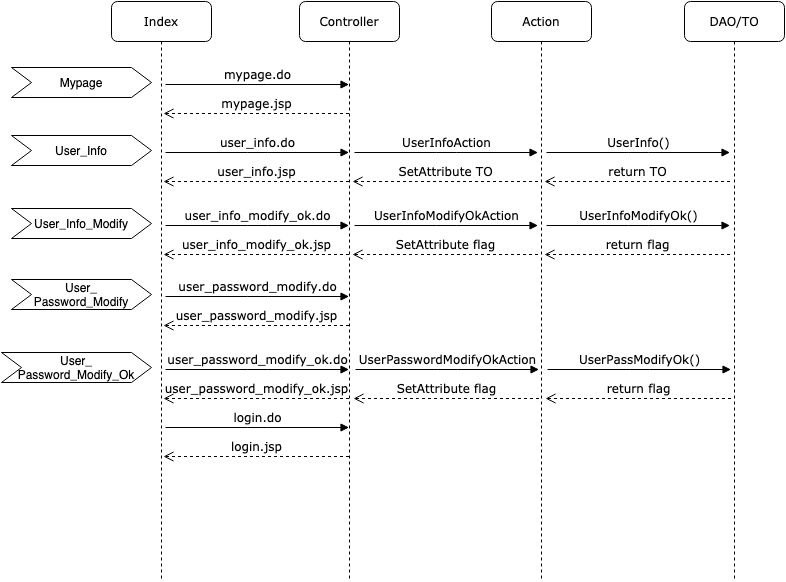 Index
Controller
Action
DAO/TO
Mypage
mypage.do
mypage.jsp
User_Info
user_info.do
UserInfoAction
UserInfo()
user_info.jsp
SetAttribute TO
return TO
User_Info_Modify
user_info_modify_ok.do
UserInfoModifyOkAction
UserInfoModifyOk()
user_info_modify_ok.jsp
SetAttribute flag
return flag
User_
Password_Modify
user_password_modify.do
user_password_modify.jsp
User_
Password_Modify_Ok
user_password_modify_ok.do
UserPasswordModifyOkAction
UserPassModifyOk()
user_password_modify_ok.jsp
SetAttribute flag
return flag
login.do
login.jsp